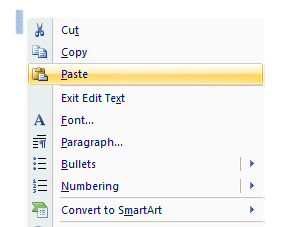 Cut
Copy
Paste
Exit Edit Text
Font...
Paragraph...
Bullets
Numbering
Convert to SmartArt